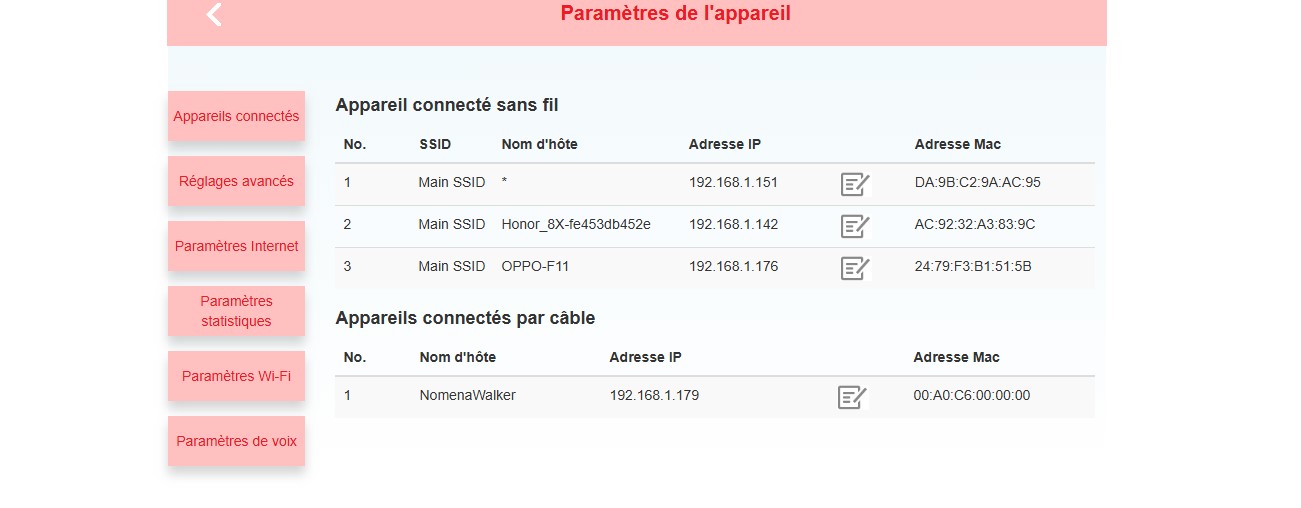 Paramètres de l'appareil
Appareils connectés
Réglages avancés
Paramètres Internet
Paramètres
statistiques
Paramètres Wi-Fi
Paramètres de voix
Appareil connecté sans fil
No. SSID Nom d'hôte Adresse IP Adresse Mac
1 Main SSID * 192.168.1.151 DA:9B:C2:9A:AC:95
2 Main SSID Honor_8X-fe453db452e 192.168.1.142 AC:92:32:A3:83:9C
3 Main SSID OPPO-F11 192.168.1.176 24:79:F3:B1:51:5B
Appareils connectés par câble
No. Nom d'hôte Adresse IP Adresse Mac
1 NomenaWalker 192.168.1.179 00:A0:C6:00:00:00